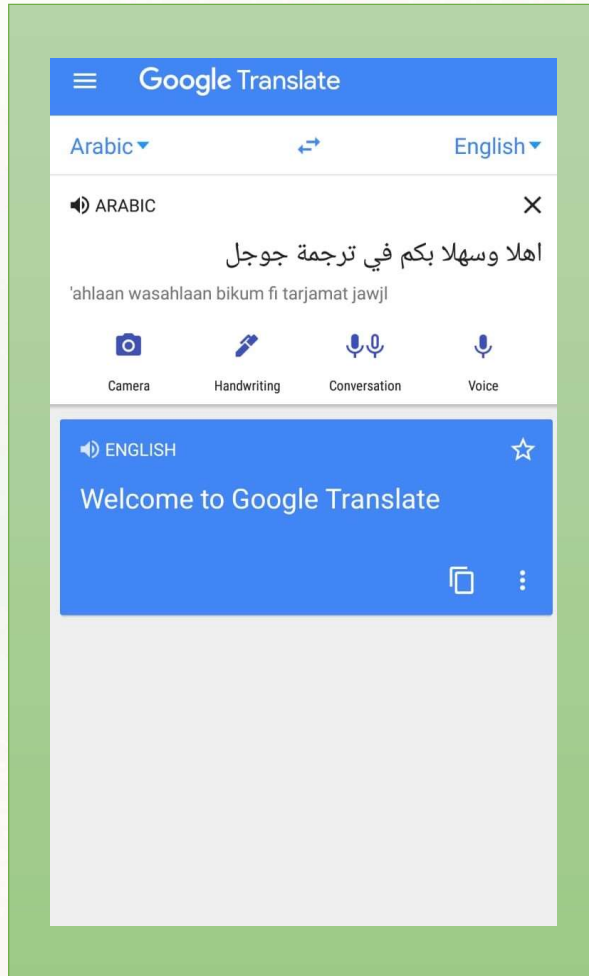 Google Translate
Arabic English
ARABIC
اهلا وسهلا بكم في ترجمة جوجل
'ahlaan wasahlaan bikum fi tarjamat jawjl
Camera Handwriting Conversation Voice
ENGLISH
Welcome to Google Translate